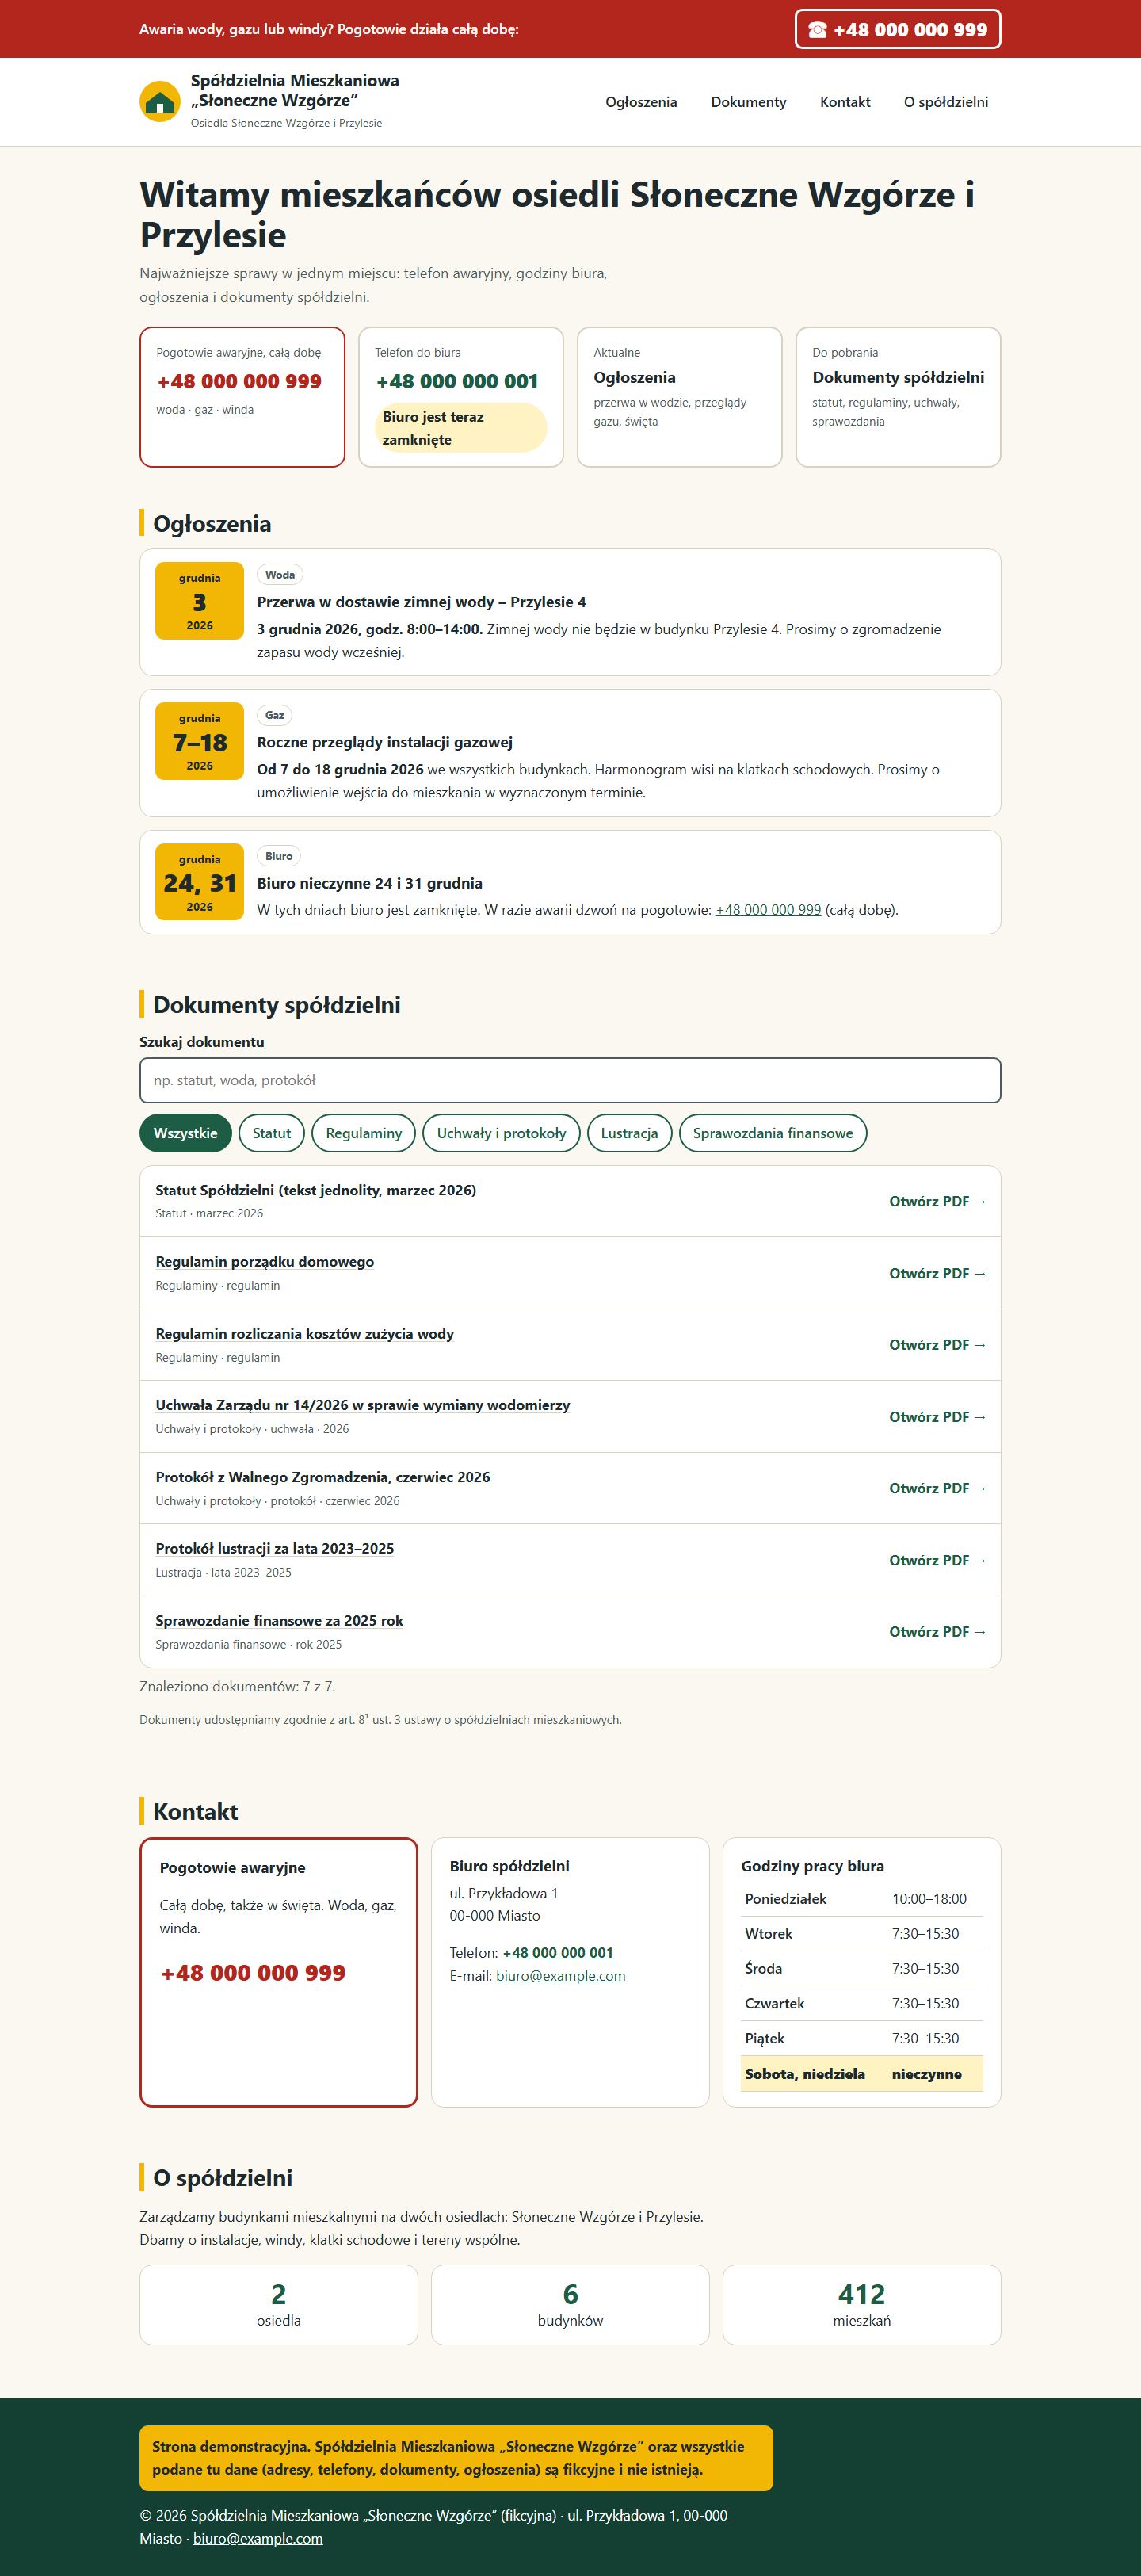 Awaria wody, gazu lub windy? Pogotowie działa całą dobę:
☎ +48 000 000 999
Spółdzielnia Mieszkaniowa
„Słoneczne Wzgórze”
Osiedla Słoneczne Wzgórze i Przylesie
Ogłoszenia
Dokumenty
Kontakt
O spółdzielni
Witamy mieszkańców osiedli Słoneczne Wzgórze i
Przylesie
Najważniejsze sprawy w jednym miejscu: telefon awaryjny, godziny biura,
ogłoszenia i dokumenty spółdzielni.
Pogotowie awaryjne, całą dobę
+48 000 000 999
woda · gaz · winda
Telefon do biura
+48 000 000 001
Biuro jest teraz
zamknięte
Aktualne
Ogłoszenia
przerwa w wodzie, przeglądy
gazu, święta
Do pobrania
Dokumenty spółdzielni
statut, regulaminy, uchwały,
sprawozdania
Ogłoszenia
grudnia
3
2026
Woda
Przerwa w dostawie zimnej wody – Przylesie 4
3 grudnia 2026, godz. 8:00–14:00. Zimnej wody nie będzie w budynku Przylesie 4. Prosimy o zgromadzenie
zapasu wody wcześniej.
grudnia
7–18
2026
Gaz
Roczne przeglądy instalacji gazowej
Od 7 do 18 grudnia 2026 we wszystkich budynkach. Harmonogram wisi na klatkach schodowych. Prosimy o
umożliwienie wejścia do mieszkania w wyznaczonym terminie.
grudnia
24, 31
2026
Biuro
Biuro nieczynne 24 i 31 grudnia
W tych dniach biuro jest zamknięte. W razie awarii dzwoń na pogotowie: +48 000 000 999 (całą dobę).
Dokumenty spółdzielni
Szukaj dokumentu
np. statut, woda, protokół
Wszystkie
Statut
Regulaminy
Uchwały i protokoły
Lustracja
Sprawozdania finansowe
Statut Spółdzielni (tekst jednolity, marzec 2026)
Statut · marzec 2026
Otwórz PDF →
Regulamin porządku domowego
Regulaminy · regulamin
Otwórz PDF →
Regulamin rozliczania kosztów zużycia wody
Regulaminy · regulamin
Otwórz PDF →
Uchwała Zarządu nr 14/2026 w sprawie wymiany wodomierzy
Uchwały i protokoły · uchwała · 2026
Otwórz PDF →
Protokół z Walnego Zgromadzenia, czerwiec 2026
Uchwały i protokoły · protokół · czerwiec 2026
Otwórz PDF →
Protokół lustracji za lata 2023–2025
Lustracja · lata 2023–2025
Otwórz PDF →
Sprawozdanie finansowe za 2025 rok
Sprawozdania finansowe · rok 2025
Otwórz PDF →
Znaleziono dokumentów: 7 z 7.
Dokumenty udostępniamy zgodnie z art. 8¹ ust. 3 ustawy o spółdzielniach mieszkaniowych.
Kontakt
Pogotowie awaryjne
Całą dobę, także w święta. Woda, gaz,
winda.
+48 000 000 999
Biuro spółdzielni
ul. Przykładowa 1
00-000 Miasto
Telefon: +48 000 000 001
E-mail: biuro@example.com
Godziny pracy biura
Poniedziałek 10:00–18:00
Wtorek 7:30–15:30
Środa 7:30–15:30
Czwartek 7:30–15:30
Piątek 7:30–15:30
Sobota, niedziela nieczynne
O spółdzielni
Zarządzamy budynkami mieszkalnymi na dwóch osiedlach: Słoneczne Wzgórze i Przylesie.
Dbamy o instalacje, windy, klatki schodowe i tereny wspólne.
2
osiedla
6
budynków
412
mieszkań
Strona demonstracyjna. Spółdzielnia Mieszkaniowa „Słoneczne Wzgórze” oraz wszystkie
podane tu dane (adresy, telefony, dokumenty, ogłoszenia) są fikcyjne i nie istnieją.
© 2026 Spółdzielnia Mieszkaniowa „Słoneczne Wzgórze” (fikcyjna) · ul. Przykładowa 1, 00-000
Miasto · biuro@example.com